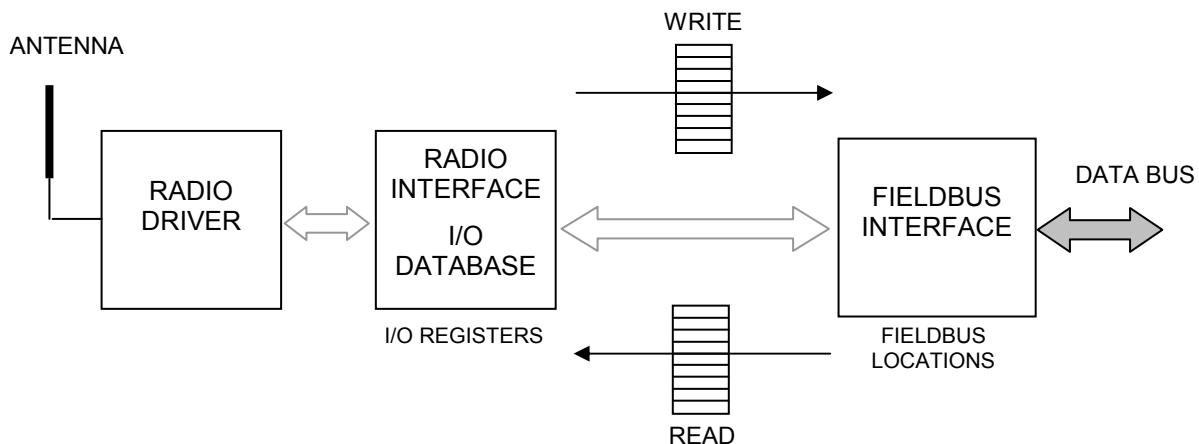 WRITE
ANTENNA
RADIO
DRIVER
RADIO
INTERFACE
I/O
DATABASE
I/O REGISTERS
FIELDBUS
INTERFACE
DATA BUS
FIELDBUS
LOCATIONS
READ